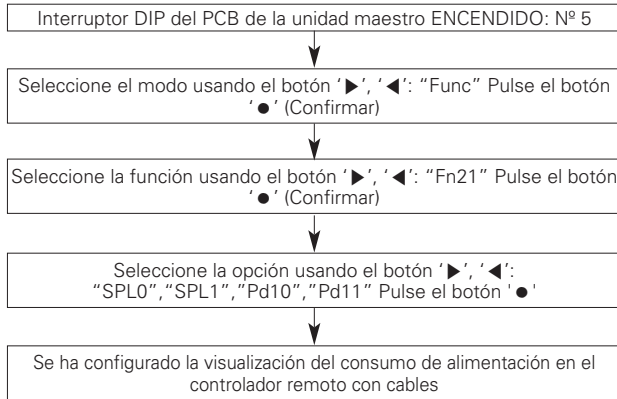 Interruptor DIP del PCB de la unidad maestro ENCENDIDO: Nº 5
Seleccione el modo usando el botón ‘▶’, ‘◀’: “Func” Pulse el botón
‘●’ (Confirmar)
Seleccione la función usando el botón ‘▶’, ‘◀’: “Fn21” Pulse el botón
‘●’ (Confirmar)
Seleccione la opción usando el botón ‘▶’, ‘◀’:
“SPL0”,“SPL1”,”Pd10”,”Pd11” Pulse el botón '●'
Se ha configurado la visualización del consumo de alimentación en el
controlador remoto con cables